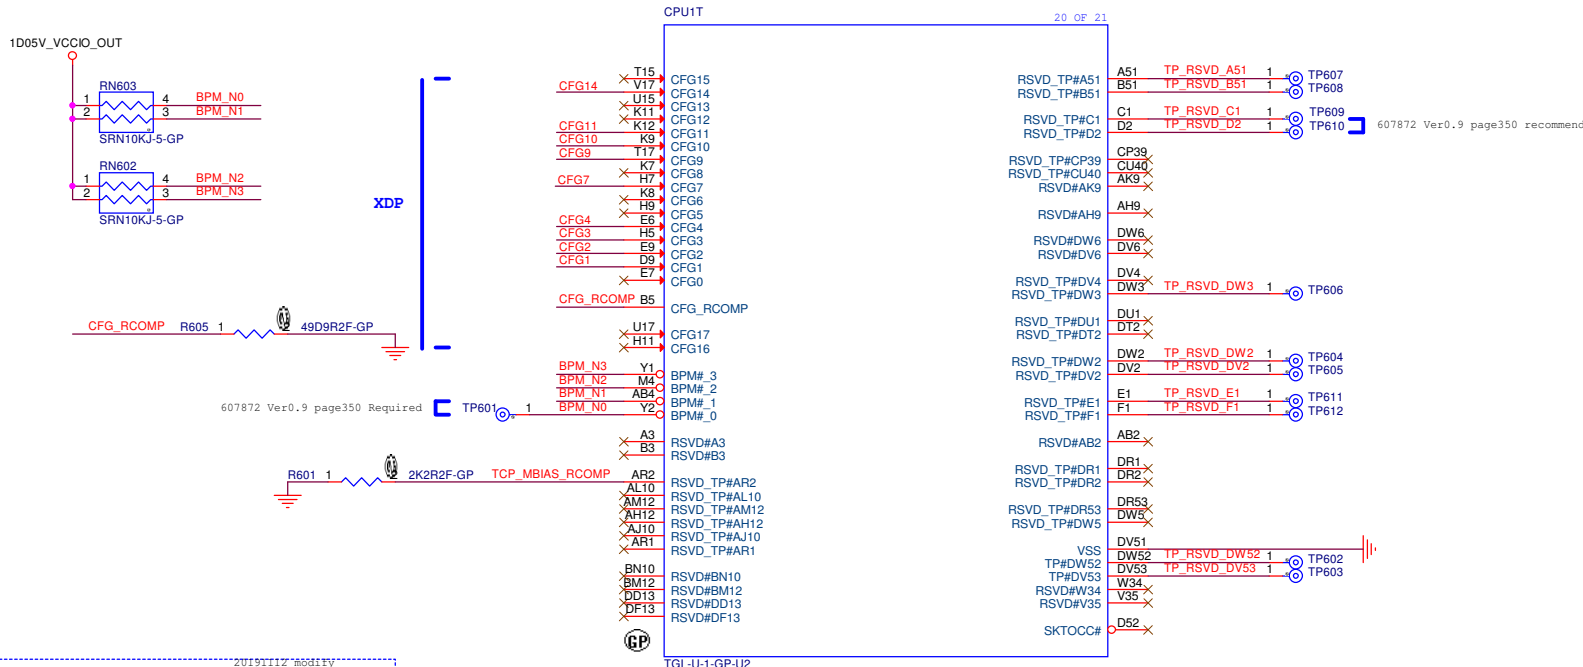 CPU1T
20 OF 21
1D05V_VCCIO_OUT
RN603
1 4 BPM_N0
2 3 BPM_N1
SRN10KJ-5-GP
RN602
1 4 BPM_N2
2 3 BPM_N3
SRN10KJ-5-GP
XDP
CFG_RCOMP R605 1 2 49D9R2F-GP
607872 Ver0.9 page350 Required
TP601 1
R601 1 2 2K2R2F-GP TCP_MBIAS_RCOMP
T15 CFG15
CFG14 V17 CFG14
U15 CFG13
K11 CFG12
CFG11 K12 CFG11
CFG10 K9 CFG10
CFG9 T17 CFG9
K7 CFG8
CFG7 H7 CFG7
K8 CFG6
H9 CFG5
CFG4 E6 CFG4
CFG3 H5 CFG3
CFG2 E9 CFG2
CFG1 D9 CFG1
E7 CFG0
CFG_RCOMP B5 CFG_RCOMP
U17 CFG17
H11 CFG16
BPM_N3 Y1 BPM#_3
BPM_N2 M4 BPM#_2
BPM_N1 AB4 BPM#_1
BPM_N0 Y2 BPM#_0
A3 RSVD#A3
B3 RSVD#B3
AR2 RSVD_TP#AR2
AL10 RSVD_TP#AL10
AM12 RSVD_TP#AM12
AH12 RSVD_TP#AH12
AJ10 RSVD_TP#AJ10
AR1 RSVD_TP#AR1
BN10 RSVD#BN10
BM12 RSVD#BM12
DD13 RSVD#DD13
DF13 RSVD#DF13
GP
RSVD_TP#A51 A51 TP_RSVD_A51 1 TP607
RSVD_TP#B51 B51 TP_RSVD_B51 1 TP608
RSVD_TP#C1 C1 TP_RSVD_C1 1 TP609
RSVD_TP#D2 D2 TP_RSVD_D2 1 TP610
607872 Ver0.9 page350 recommend
RSVD_TP#CP39 CP39
RSVD_TP#CU40 CU40
RSVD#AK9 AK9
RSVD#AH9 AH9
RSVD#DW6 DW6
RSVD#DV6 DV6
RSVD_TP#DV4 DV4
RSVD_TP#DW3 DW3 TP_RSVD_DW3 1 TP606
RSVD_TP#DU1 DU1
RSVD_TP#DT2 DT2
RSVD_TP#DW2 DW2 TP_RSVD_DW2 1 TP604
RSVD_TP#DV2 DV2 TP_RSVD_DV2 1 TP605
RSVD_TP#E1 E1 TP_RSVD_E1 1 TP611
RSVD_TP#F1 F1 TP_RSVD_F1 1 TP612
RSVD#AB2 AB2
RSVD_TP#DR1 DR1
RSVD_TP#DR2 DR2
RSVD_TP#DR53 DR53
RSVD_TP#DW5 DW5
VSS DV51
TP#DW52 DW52 TP_RSVD_DW52 1 TP602
TP#DV53 DV53 TP_RSVD_DV53 1 TP603
RSVD#W34 W34
RSVD#V35 V35
SKTOCC# D52
TGL-U-1-GP-U2
20191112 modify